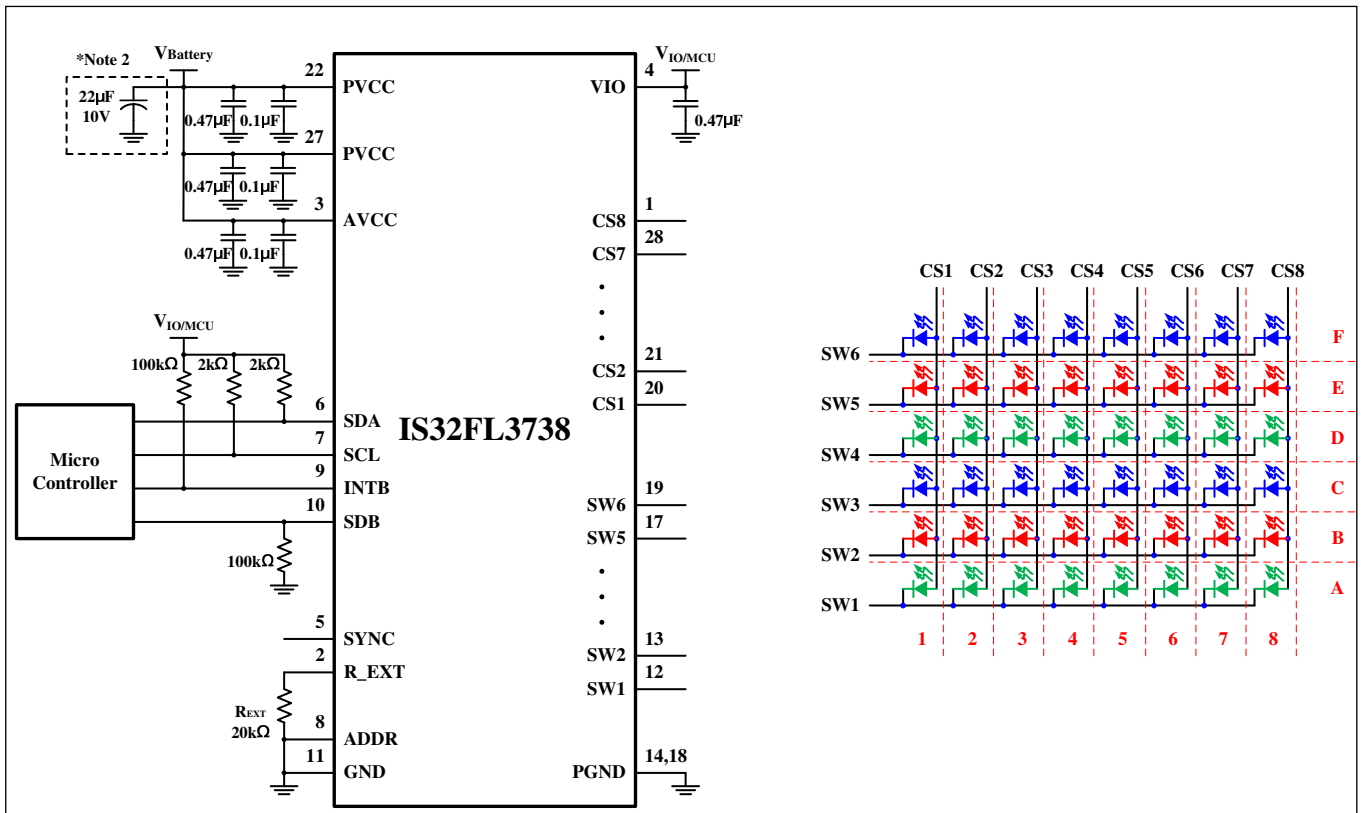 *Note 2
VBattery
22µF
10V
0.47µF 0.1µF
0.47µF 0.1µF
0.47µF 0.1µF
VIO/MCU
100kΩ 2kΩ 2kΩ
Micro
Controller
100kΩ
REXT
20kΩ
22
PVCC
27
PVCC
3
AVCC
6
SDA
7
SCL
9
INTB
10
SDB
5
SYNC
2
R_EXT
8
ADDR
11
GND
IS32FL3738
VIO/MCU
4
VIO
0.47µF
1
CS8
28
CS7
21
CS2
20
CS1
19
SW6
17
SW5
13
SW2
12
SW1
14,18
PGND
CS1 CS2 CS3 CS4 CS5 CS6 CS7 CS8
SW6 F
SW5 E
SW4 D
SW3 C
SW2 B
SW1 A
1 2 3 4 5 6 7 8